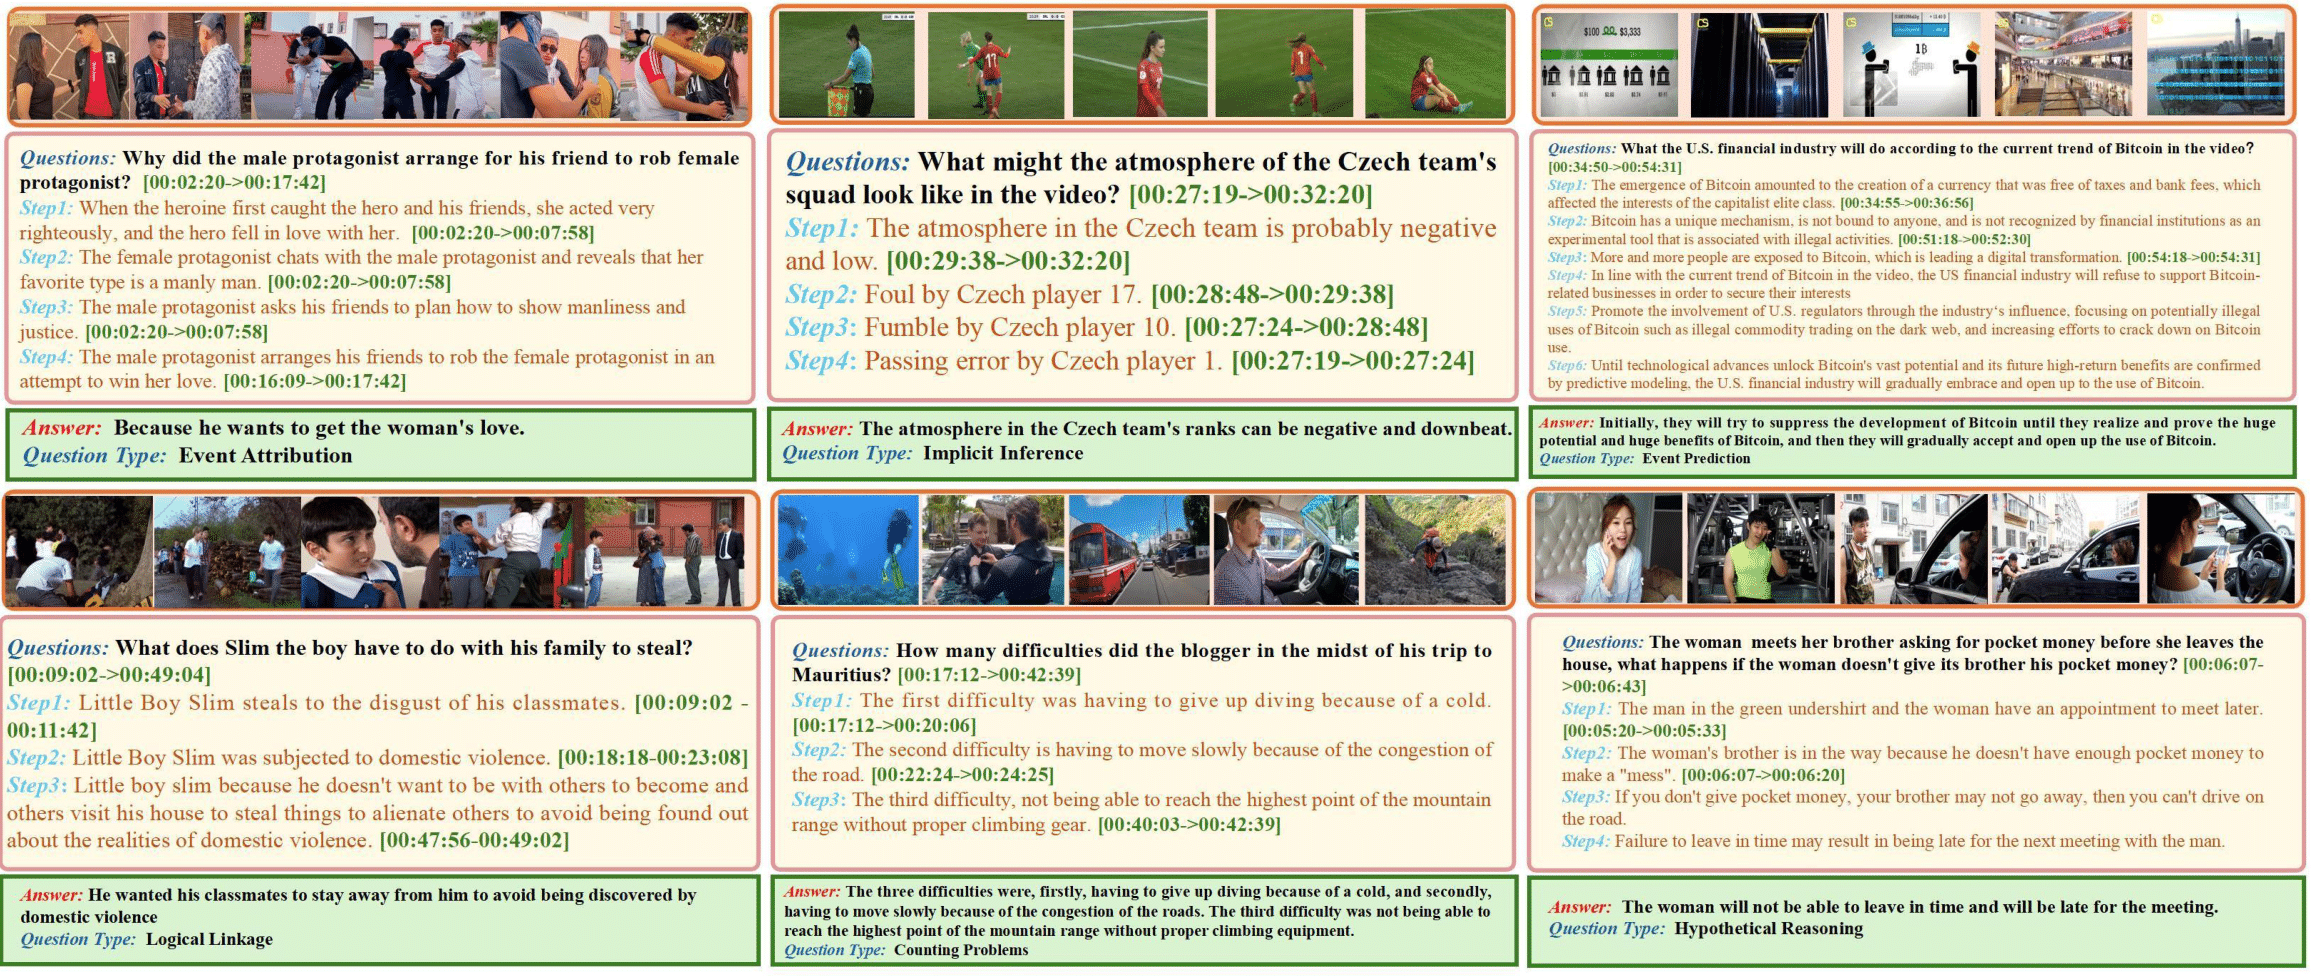 $100 $3,333
CS
CS
1B
Questions: Why did the male protagonist arrange for his friend to rob female
protagonist? [00:02:20->00:17:42]
Step1: When the heroine first caught the hero and his friends, she acted very
righteously, and the hero fell in love with her. [00:02:20->00:07:58]
Step2: The female protagonist chats with the male protagonist and reveals that her
favorite type is a manly man. [00:02:20->00:07:58]
Step3: The male protagonist asks his friends to plan how to show manliness and
justice. [00:02:20->00:07:58]
Step4: The male protagonist arranges his friends to rob the female protagonist in an
attempt to win her love. [00:16:09->00:17:42]
Answer: Because he wants to get the woman's love.
Question Type: Event Attribution
Questions: What might the atmosphere of the Czech team's
squad look like in the video? [00:27:19->00:32:20]
Step1: The atmosphere in the Czech team is probably negative
and low. [00:29:38->00:32:20]
Step2: Foul by Czech player 17. [00:28:48->00:29:38]
Step3: Fumble by Czech player 10. [00:27:24->00:28:48]
Step4: Passing error by Czech player 1. [00:27:19->00:27:24]
Answer: The atmosphere in the Czech team's ranks can be negative and downbeat.
Question Type: Implicit Inference
Questions: What the U.S. financial industry will do according to the current trend of Bitcoin in the video?
[00:34:50->00:54:31]
Step1: The emergence of Bitcoin amounted to the creation of a currency that was free of taxes and bank fees, which
affected the interests of the capitalist elite class. [00:34:55->00:36:56]
Step2: Bitcoin has a unique mechanism, is not bound to anyone, and is not recognized by financial institutions as an
experimental tool that is associated with illegal activities. [00:51:18->00:52:30]
Step3: More and more people are exposed to Bitcoin, which is leading a digital transformation. [00:54:18->00:54:31]
Step4: In line with the current trend of Bitcoin in the video, the US financial industry will refuse to support Bitcoin-
related businesses in order to secure their interests
Step5: Promote the involvement of U.S. regulators through the industry's influence, focusing on potentially illegal
uses of Bitcoin such as illegal commodity trading on the dark web, and increasing efforts to crack down on Bitcoin
use.
Step6: Until technological advances unlock Bitcoin's vast potential and its future high-return benefits are confirmed
by predictive modeling, the U.S. financial industry will gradually embrace and open up to the use of Bitcoin.
Answer: Initially, they will try to suppress the development of Bitcoin until they realize and prove the huge
potential and huge benefits of Bitcoin, and then they will gradually accept and open up the use of Bitcoin.
Question Type: Event Prediction
Questions: What does Slim the boy have to do with his family to steal?
[00:09:02->00:49:04]
Step1: Little Boy Slim steals to the disgust of his classmates. [00:09:02 -
00:11:42]
Step2: Little Boy Slim was subjected to domestic violence. [00:18:18-00:23:08]
Step3: Little boy slim because he doesn't want to be with others to become and
others visit his house to steal things to alienate others to avoid being found out
about the realities of domestic violence. [00:47:56-00:49:02]
Answer: He wanted his classmates to stay away from him to avoid being discovered by
domestic violence
Question Type: Logical Linkage
Questions: How many difficulties did the blogger in the midst of his trip to
Mauritius? [00:17:12->00:42:39]
Step1: The first difficulty was having to give up diving because of a cold.
[00:17:12->00:20:06]
Step2: The second difficulty is having to move slowly because of the congestion of
the road. [00:22:24->00:24:25]
Step3: The third difficulty, not being able to reach the highest point of the mountain
range without proper climbing gear. [00:40:03->00:42:39]
Answer: The three difficulties were, firstly, having to give up diving because of a cold, and secondly,
having to move slowly because of the congestion of the roads. The third difficulty was not being able to
reach the highest point of the mountain range without proper climbing equipment.
Question Type: Counting Problems
Questions: The woman meets her brother asking for pocket money before she leaves the
house, what happens if the woman doesn't give its brother his pocket money? [00:06:07-
>00:06:43]
Step1: The man in the green undershirt and the woman have an appointment to meet later.
[00:05:20->00:05:33]
Step2: The woman's brother is in the way because he doesn't have enough pocket money to
make a "mess". [00:06:07->00:06:20]
Step3: If you don't give pocket money, your brother may not go away, then you can't drive on
the road.
Step4: Failure to leave in time may result in being late for the next meeting with the man.
Answer: The woman will not be able to leave in time and will be late for the meeting.
Question Type: Hypothetical Reasoning